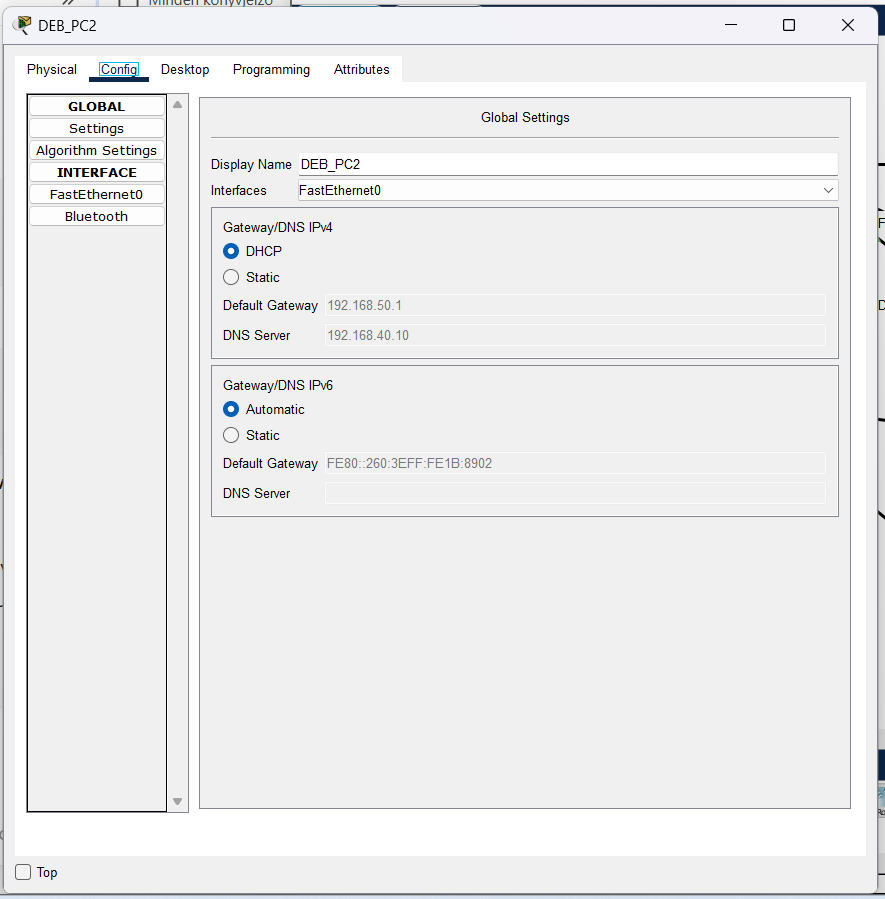 DEB_PC2
Physical Config Desktop Programming Attributes
GLOBAL
Settings
Algorithm Settings
INTERFACE
FastEthernet0
Bluetooth
Global Settings
Display Name DEB_PC2
Interfaces FastEthernet0
Gateway/DNS IPv4
DHCP
Static
Default Gateway 192.168.50.1
DNS Server 192.168.40.10
Gateway/DNS IPv6
Automatic
Static
Default Gateway FE80::260:3EFF:FE1B:8902
DNS Server
Top